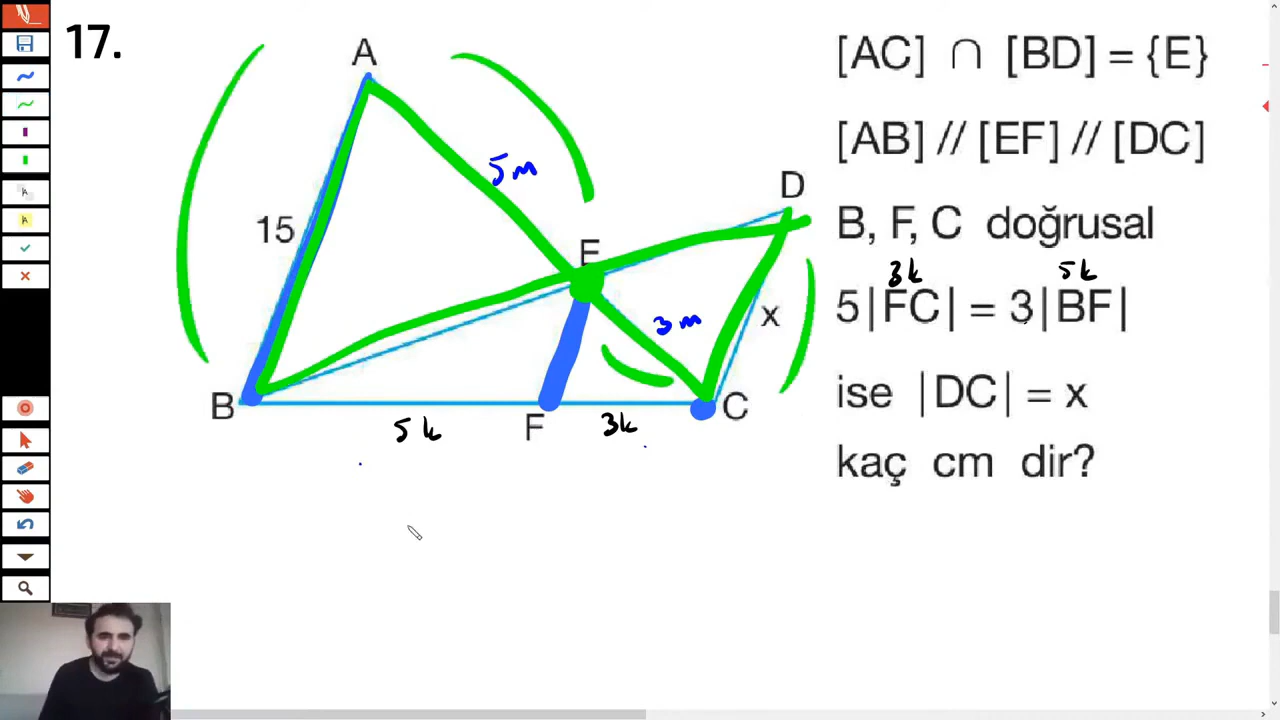 17.
A
15
5m
D
E
3m
x
B
F
C
5k
3k
[AC] ∩ [BD] = {E}
[AB] // [EF] // [DC]
B, F, C doğrusal
3k 5k
5|FC| = 3|BF|
ise |DC| = x
kaç cm dir?